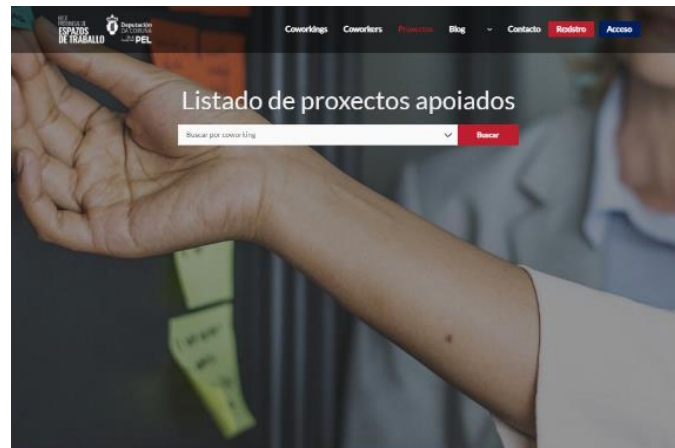 REDE
PROVINCIAL DE
ESPAZOS
DE TRABALLO
Deputación
DA CORUÑA
PEL
Coworkings
Coworkers
Proxectos
Blog
Contacto
Rexistro
Acceso
Listado de proxectos apoiados
Buscar por coworking
Buscar